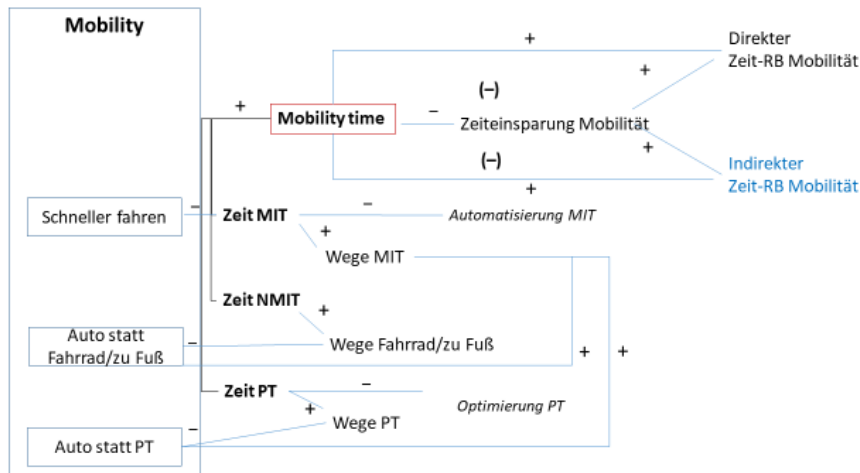 Mobility
+
Direkter
Zeit-RB Mobilität
+
(–)
+
–
Mobility time
Zeiteinsparung Mobilität
(–)
+
+
Indirekter
Zeit-RB Mobilität
Schneller fahren
–
Zeit MIT
–
Automatisierung MIT
+
Wege MIT
Zeit NMIT
+
Auto statt
Fahrrad/zu Fuß
–
Wege Fahrrad/zu Fuß
+
+
Zeit PT
–
Optimierung PT
+
Wege PT
–
Auto statt PT